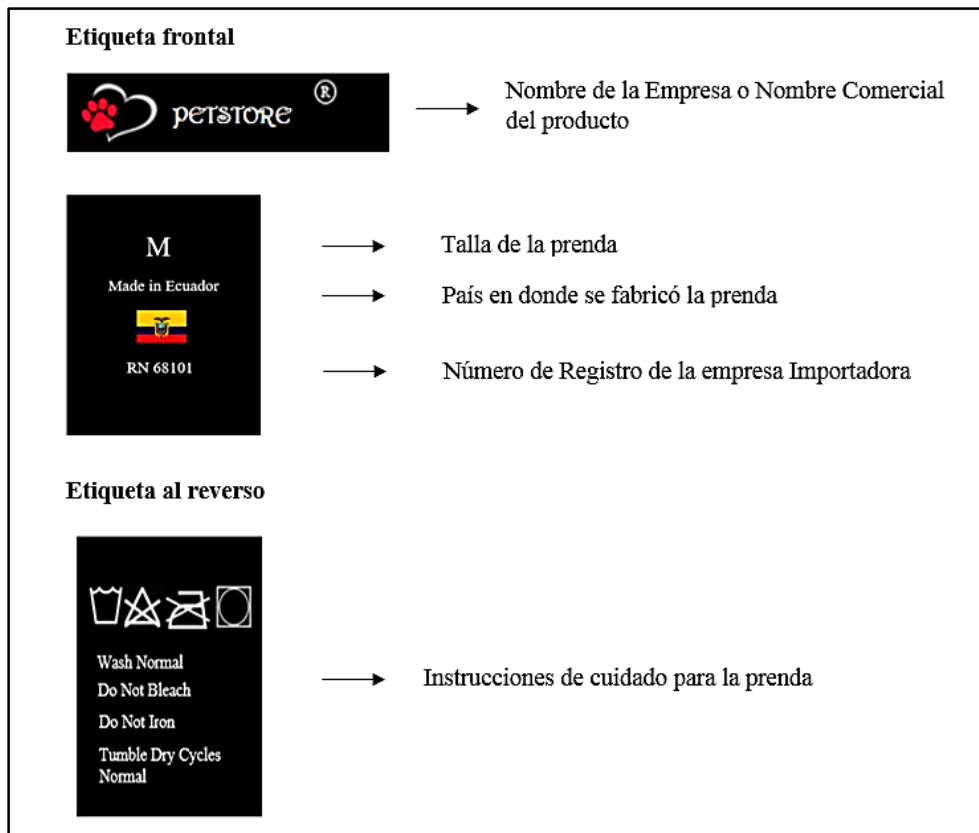 Etiqueta frontal
PETSTORE ®
Nombre de la Empresa o Nombre Comercial
del producto
M
Talla de la prenda
Made in Ecuador
País en donde se fabricó la prenda
RN 68101
Número de Registro de la empresa Importadora
Etiqueta al reverso
Wash Normal
Do Not Bleach
Do Not Iron
Tumble Dry Cycles
Normal
Instrucciones de cuidado para la prenda